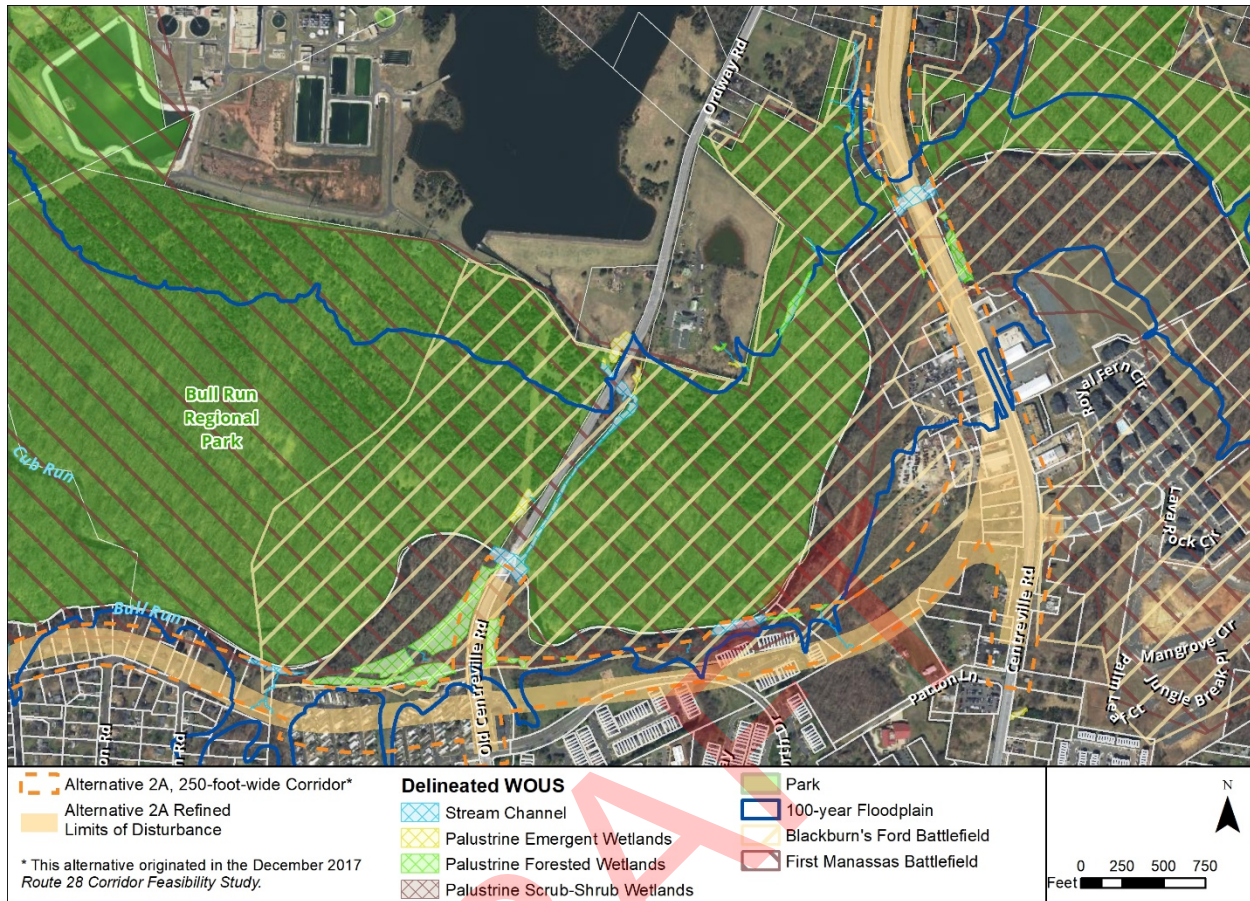 Ordway Rd
Bull Run
Regional
Park
Cub Run
Royal Fern Cir
Lava Rock Cir
Bull Run
Old Centreville Rd
Centreville Rd
Mangrove Cir
Jungle Break Pl
Palm Leaf Ct
Patton Ln
on Rd
Rd
Alternative 2A, 250-foot-wide Corridor*
Alternative 2A Refined
Limits of Disturbance
* This alternative originated in the December 2017
Route 28 Corridor Feasibility Study.
Delineated WOUS
Stream Channel
Palustrine Emergent Wetlands
Palustrine Forested Wetlands
Palustrine Scrub-Shrub Wetlands
Park
100-year Floodplain
Blackburn's Ford Battlefield
First Manassas Battlefield
N
0 250 500 750
Feet